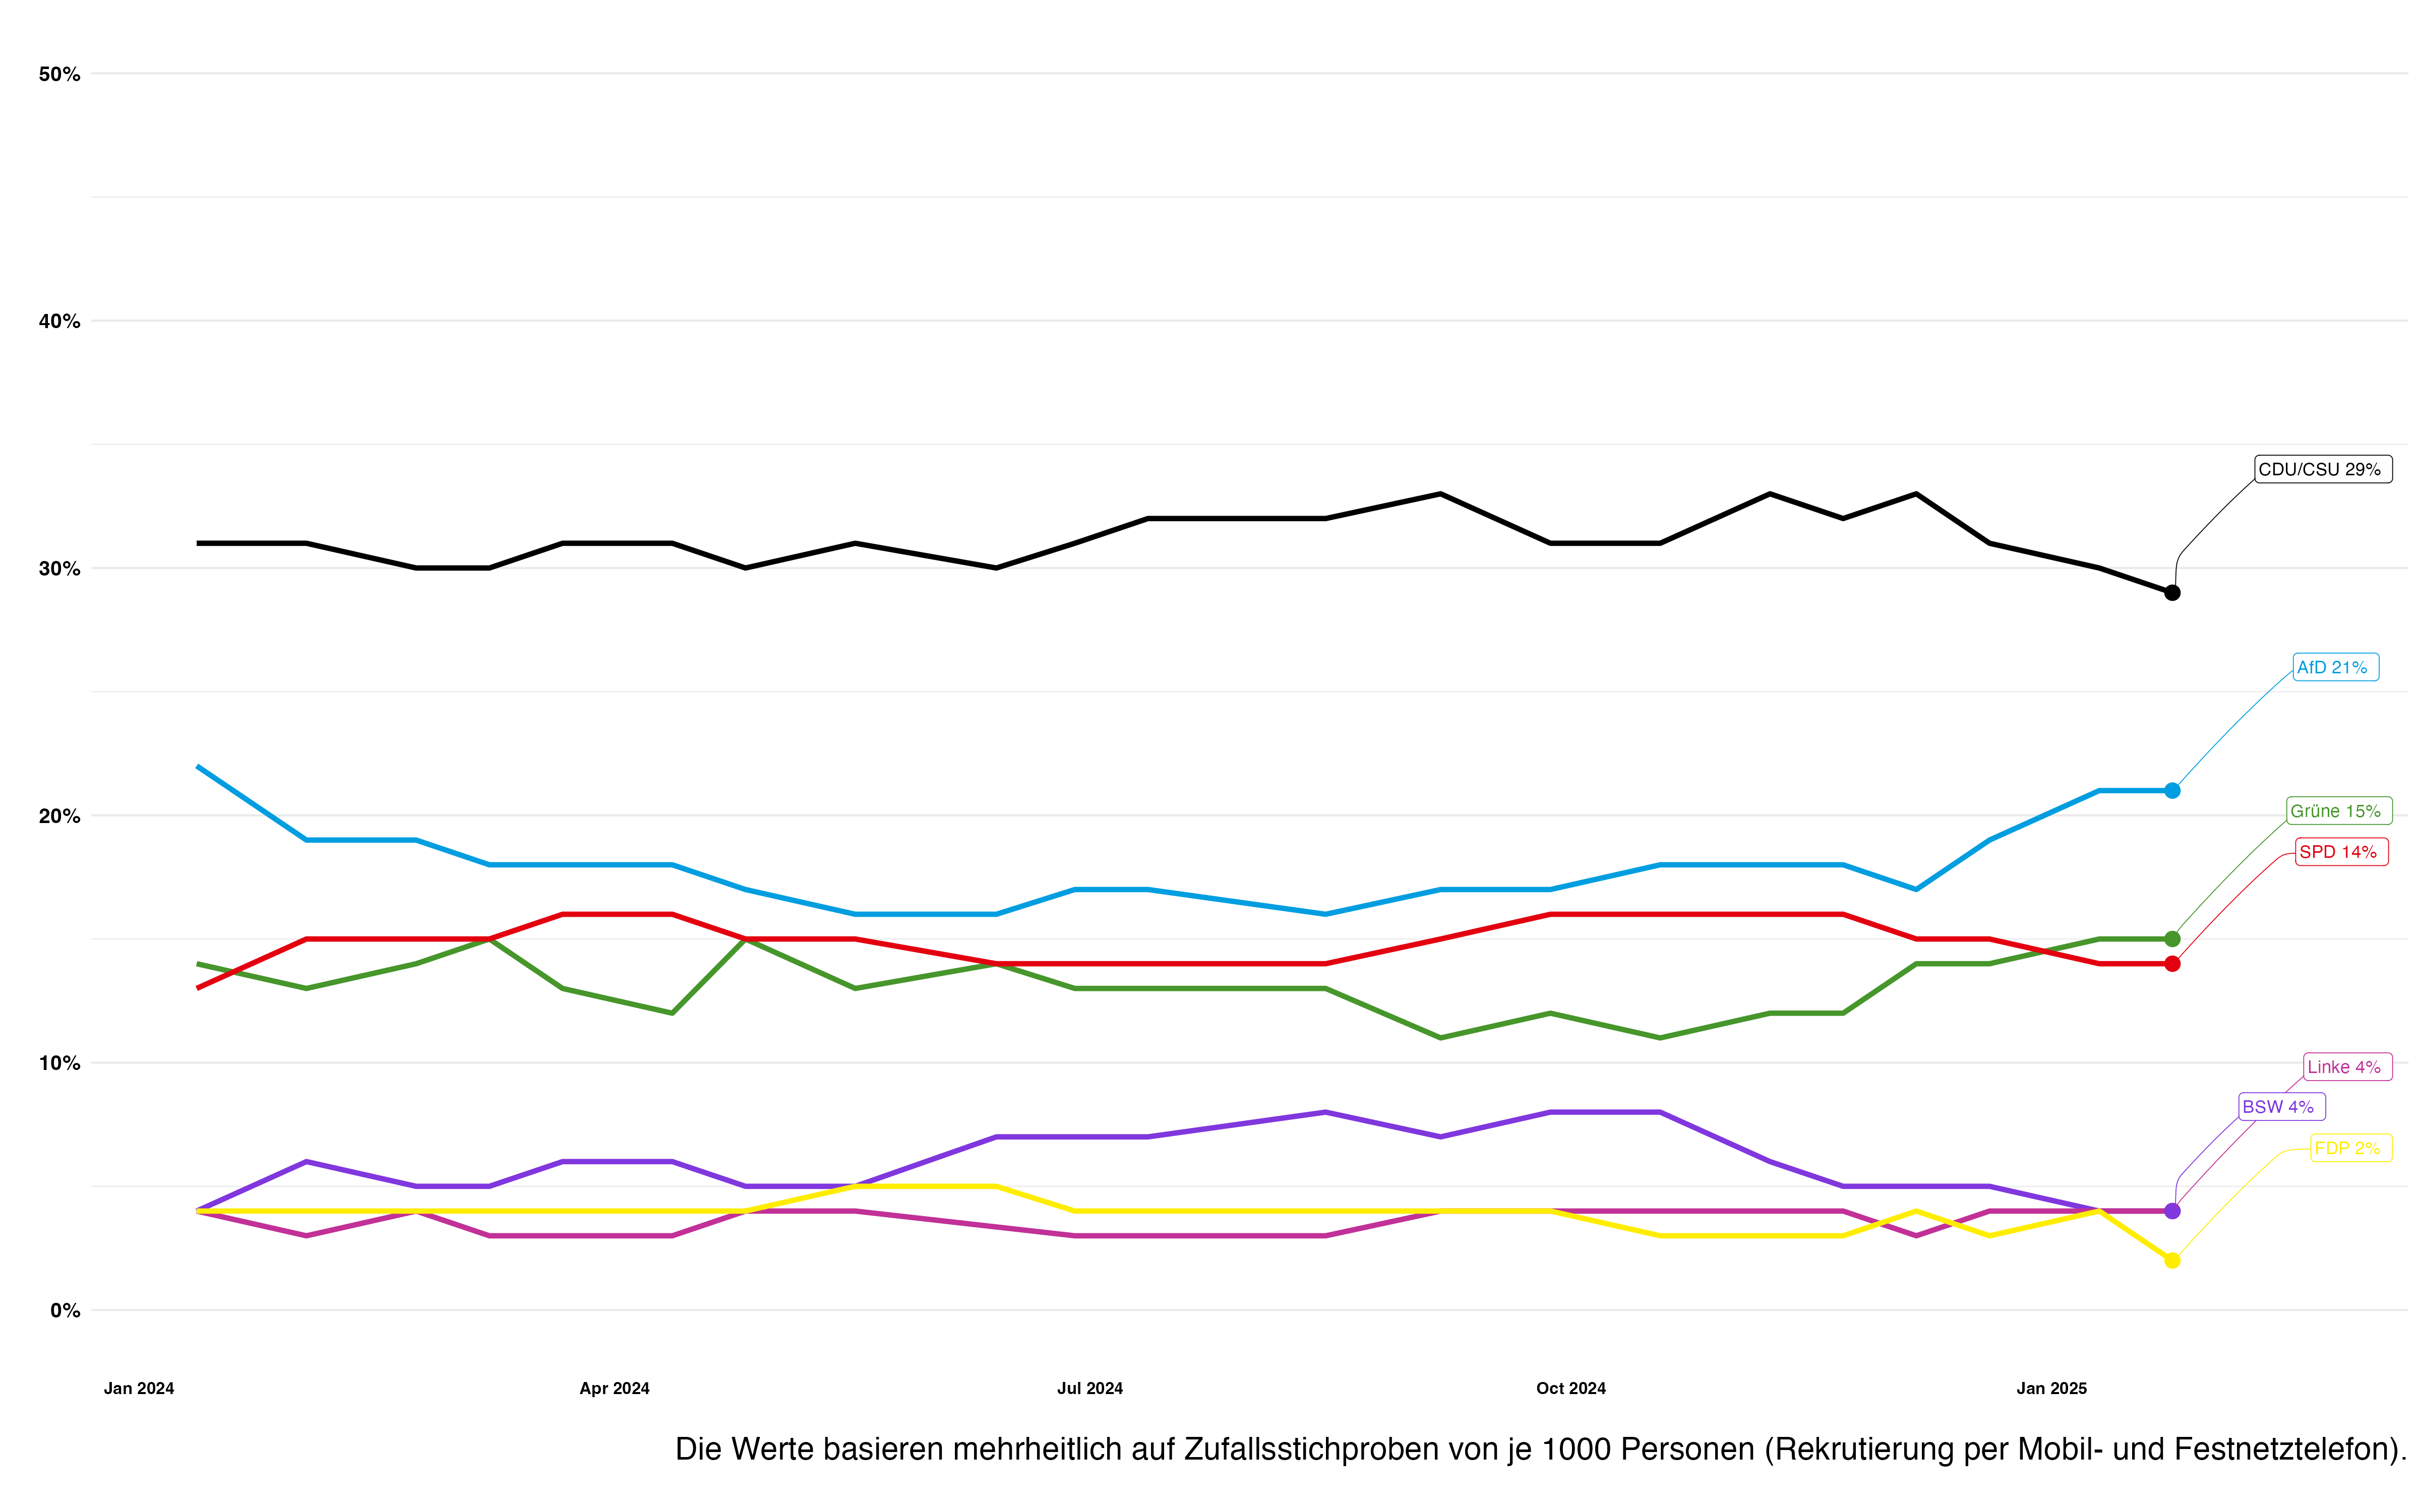 50%
40%
30%
20%
10%
0%
CDU/CSU 29%
AfD 21%
Grüne 15%
SPD 14%
Linke 4%
BSW 4%
FDP 2%
Jan 2024
Apr 2024
Jul 2024
Oct 2024
Jan 2025
Die Werte basieren mehrheitlich auf Zufallsstichproben von je 1000 Personen (Rekrutierung per Mobil- und Festnetztelefon).